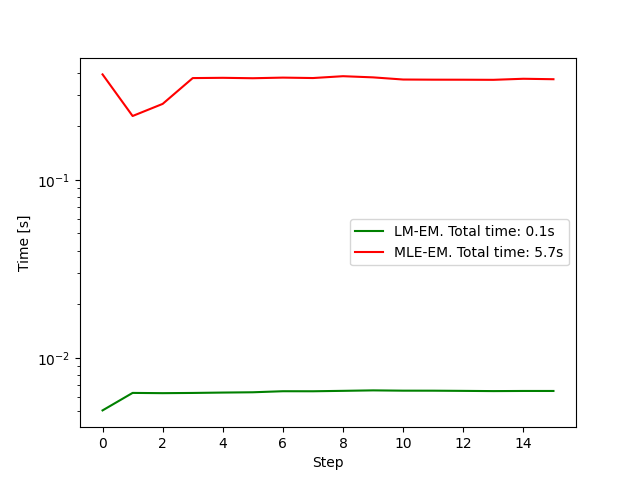 Time [s]
10⁻¹
10⁻²
LM-EM. Total time: 0.1s
MLE-EM. Total time: 5.7s
0 2 4 6 8 10 12 14
Step